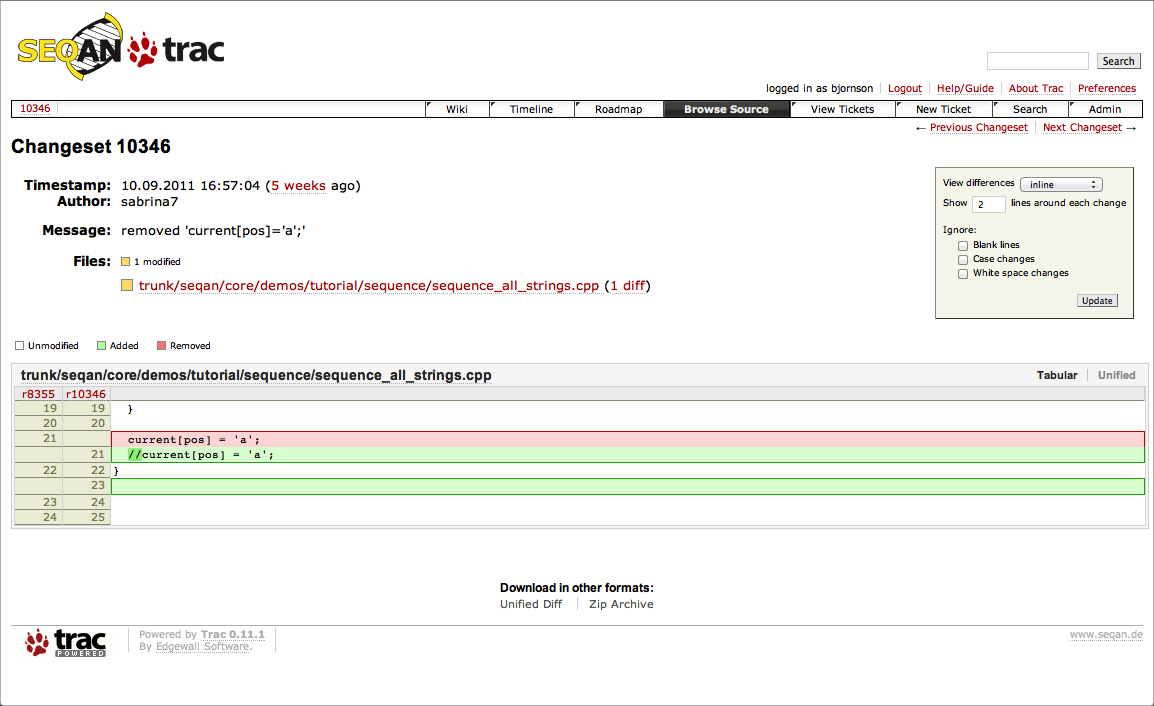 SEQAN trac
Search
logged in as bjornson Logout Help/Guide About Trac Preferences
10346 Wiki Timeline Roadmap Browse Source View Tickets New Ticket Search Admin
← Previous Changeset Next Changeset →
Changeset 10346
View differences inline
Show 2 lines around each change
Ignore:
Blank lines
Case changes
White space changes
Update
Timestamp: 10.09.2011 16:57:04 (5 weeks ago)
Author: sabrina7
Message: removed 'current[pos]='a';'
Files: 1 modified
trunk/seqan/core/demos/tutorial/sequence/sequence_all_strings.cpp (1 diff)
Unmodified Added Removed
trunk/seqan/core/demos/tutorial/sequence/sequence_all_strings.cpp Tabular Unified
r8355 r10346
19 19 }
20 20
21 current[pos] = 'a';
21 //current[pos] = 'a';
22 22 }
23
23 24
24 25
Download in other formats:
Unified Diff Zip Archive
trac POWERED
Powered by Trac 0.11.1
By Edgewall Software.
www.seqan.de